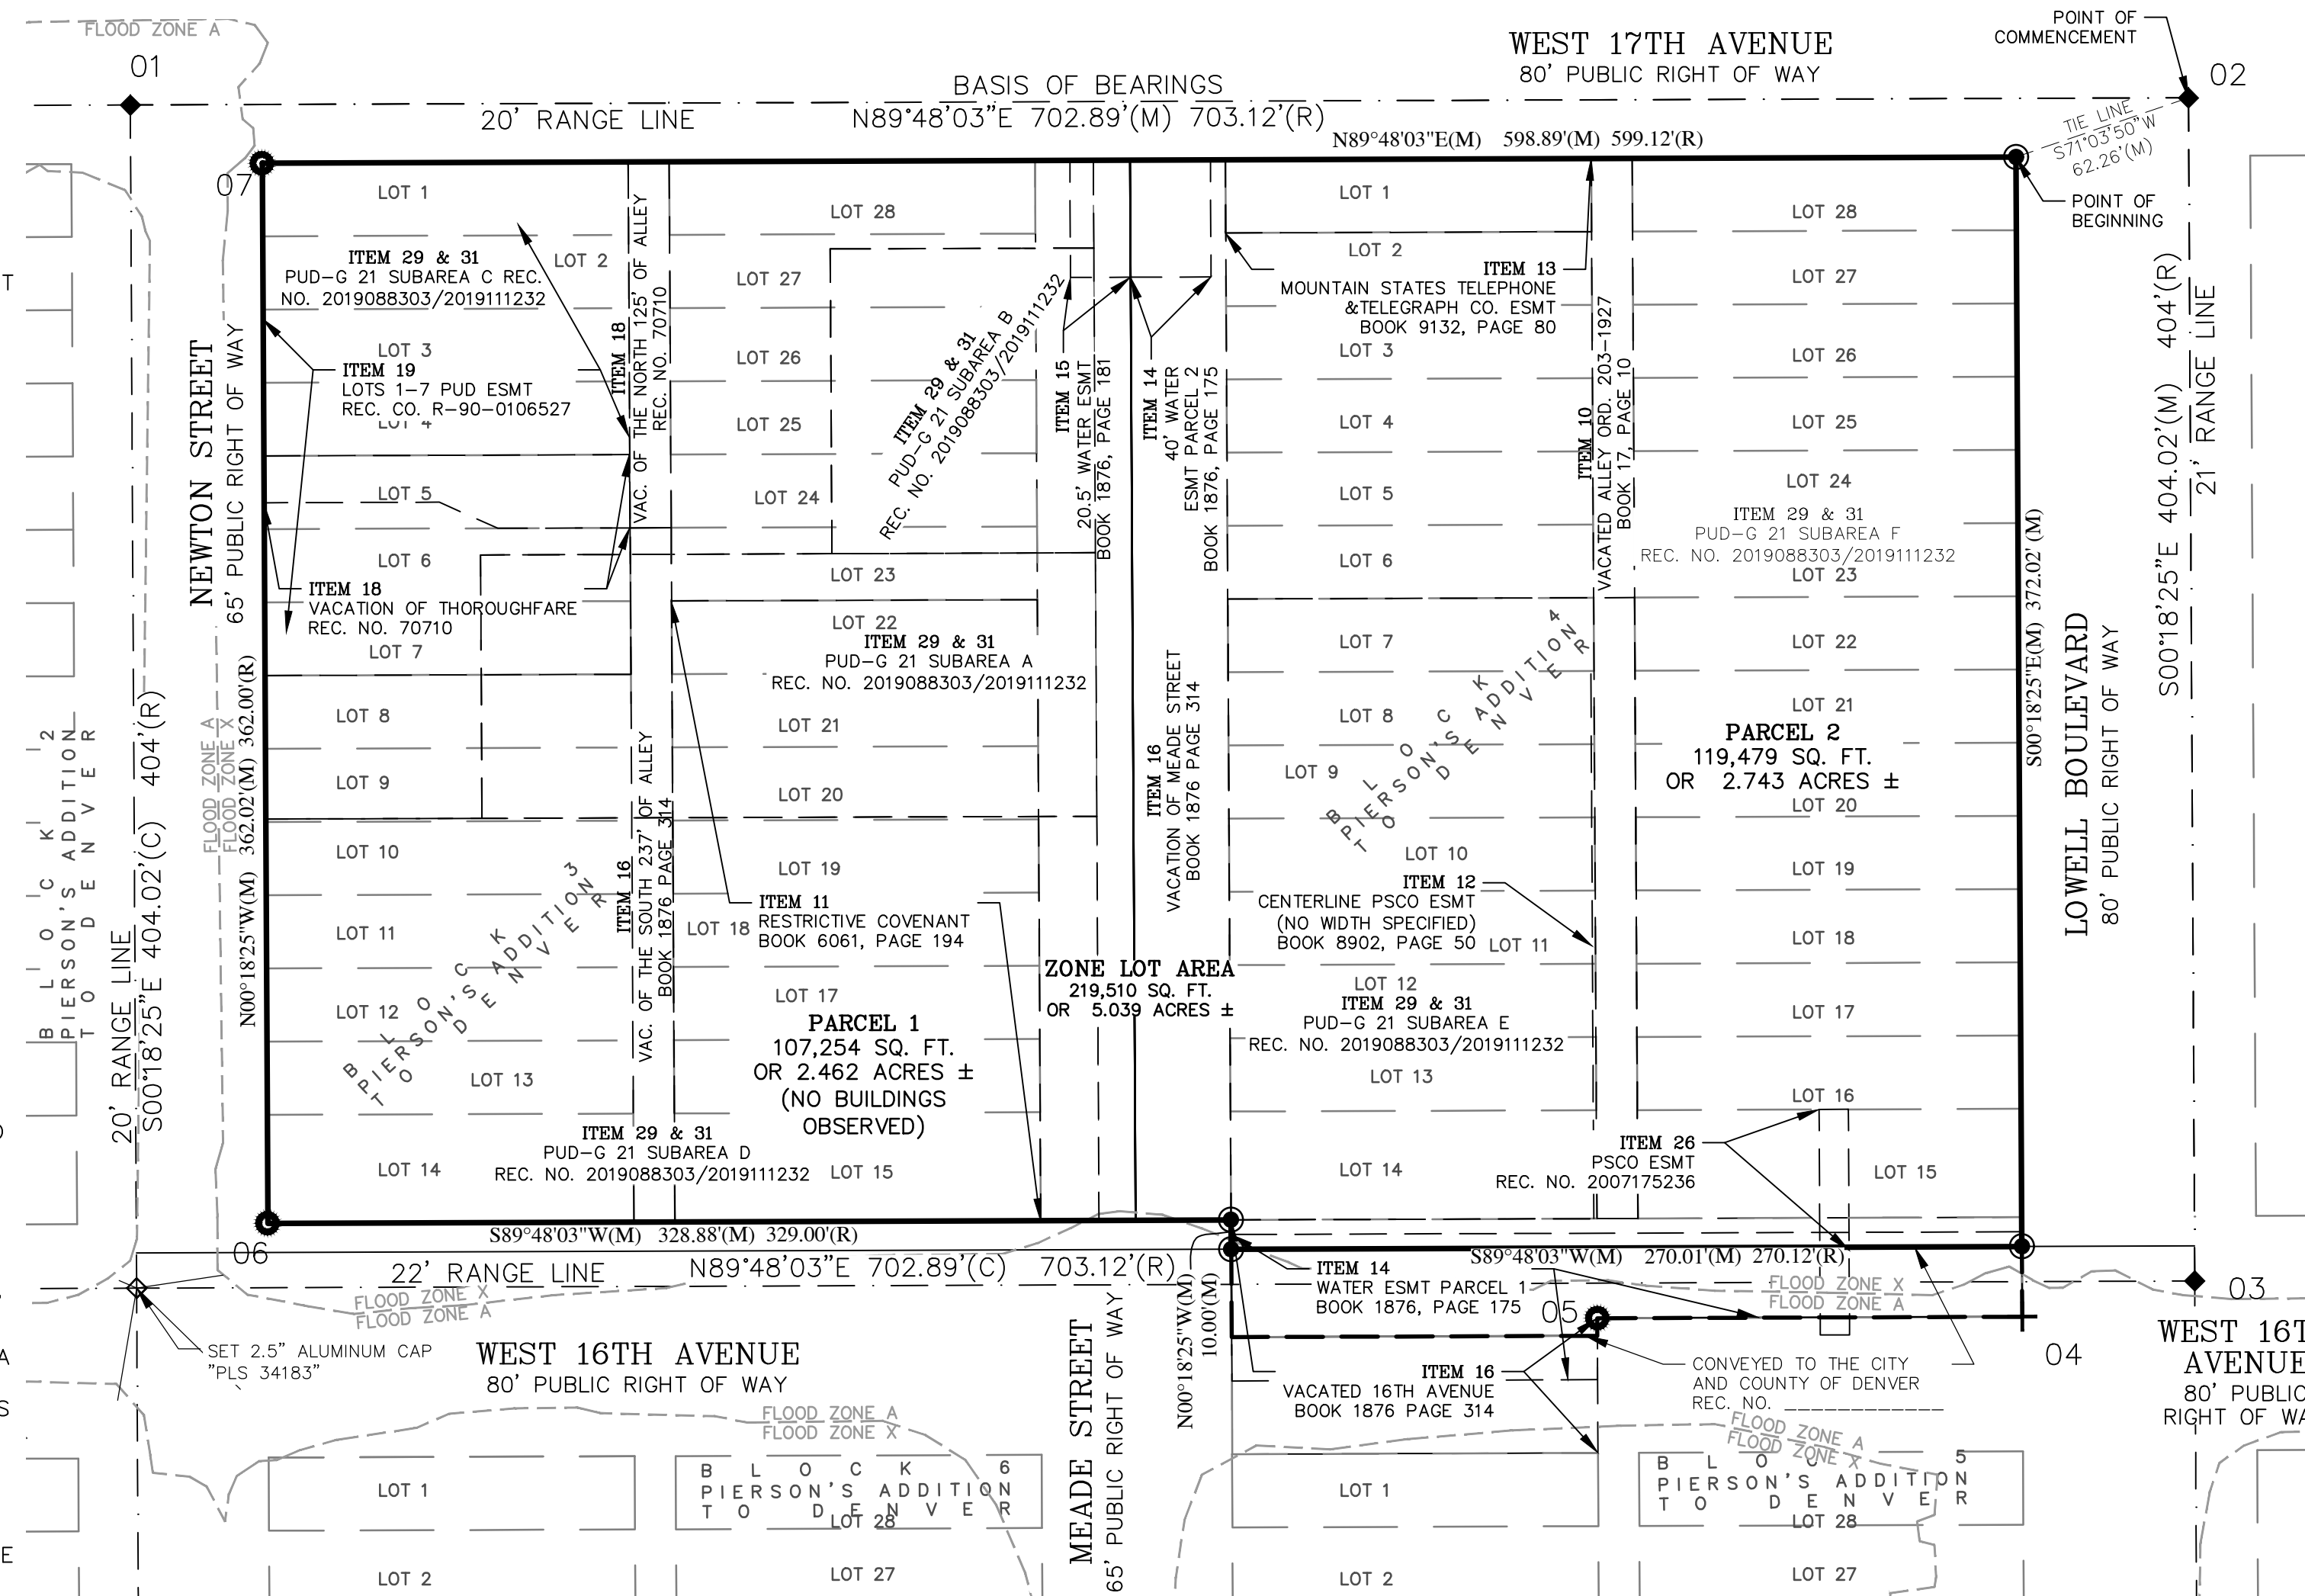 FLOOD ZONE A
01
BASIS OF BEARINGS
WEST 17TH AVENUE
80' PUBLIC RIGHT OF WAY
POINT OF
COMMENCEMENT
02
20' RANGE LINE
N89°48'03"E 702.89'(M) 703.12'(R)
N89°48'03"E(M) 598.89'(M) 599.12'(R)
TIE LINE
S71°03'50"W
62.26'(M)
POINT OF
BEGINNING
07
NEWTON STREET
65' PUBLIC RIGHT OF WAY
N00°18'25"W(M) 362.02'(M) 362.00'(R)
FLOOD ZONE A
FLOOD ZONE X
20' RANGE LINE
S00°18'25"E 404.02'(C) 404'(R)
BLOCK 2
PIERSON'S ADDITION
TO DENVER
LOT 1
LOT 2
ITEM 29 & 31
PUD-G 21 SUBAREA C REC.
NO. 2019088303/2019111232
LOT 3
ITEM 19
LOTS 1-7 PUD ESMT
REC. CO. R-90-0106527
LOT 4
LOT 5
LOT 6
ITEM 18
VACATION OF THOROUGHFARE
REC. NO. 70710
LOT 7
LOT 8
LOT 9
LOT 10
LOT 11
LOT 12
LOT 13
LOT 14
BLOCK 3
PIERSON'S ADDITION
TO DENVER
ITEM 18
VAC. OF THE NORTH 125' OF ALLEY
REC. NO. 70710
ITEM 16
VAC. OF THE SOUTH 237' OF ALLEY
BOOK 1876 PAGE 314
LOT 28
LOT 27
LOT 26
LOT 25
LOT 24
ITEM 29 & 31
PUD-G 21 SUBAREA B
REC. NO. 2019088303/2019111232
LOT 23
LOT 22
ITEM 29 & 31
PUD-G 21 SUBAREA A
REC. NO. 2019088303/2019111232
LOT 21
LOT 20
LOT 19
LOT 18
ITEM 11
RESTRICTIVE COVENANT
BOOK 6061, PAGE 194
LOT 17
PARCEL 1
107,254 SQ. FT.
OR 2.462 ACRES ±
(NO BUILDINGS
OBSERVED)
ITEM 29 & 31
PUD-G 21 SUBAREA D
REC. NO. 2019088303/2019111232
LOT 15
ITEM 15
20.5' WATER ESMT
BOOK 1876, PAGE 181
ITEM 14
40' WATER
ESMT PARCEL 2
BOOK 1876, PAGE 175
ITEM 16
VACATION OF MEADE STREET
BOOK 1876 PAGE 314
ZONE LOT AREA
219,510 SQ. FT.
OR 5.039 ACRES ±
LOT 1
LOT 2
ITEM 13
MOUNTAIN STATES TELEPHONE
&TELEGRAPH CO. ESMT
BOOK 9132, PAGE 80
LOT 3
LOT 4
LOT 5
LOT 6
LOT 7
LOT 8
LOT 9
BLOCK 4
PIERSON'S ADDITION
TO DENVER
LOT 10
ITEM 12
CENTERLINE PSCO ESMT
(NO WIDTH SPECIFIED)
BOOK 8902, PAGE 50
LOT 11
LOT 12
ITEM 29 & 31
PUD-G 21 SUBAREA E
REC. NO. 2019088303/2019111232
LOT 13
LOT 14
ITEM 10
VACATED ALLEY ORD. 203-1927
BOOK 17, PAGE 10
LOT 28
LOT 27
LOT 26
LOT 25
LOT 24
ITEM 29 & 31
PUD-G 21 SUBAREA F
REC. NO. 2019088303/2019111232
LOT 23
LOT 22
LOT 21
PARCEL 2
119,479 SQ. FT.
OR 2.743 ACRES ±
LOT 20
LOT 19
LOT 18
LOT 17
LOT 16
ITEM 26
PSCO ESMT
REC. NO. 2007175236
LOT 15
S00°18'25"E(M) 372.02' (M)
LOWELL BOULEVARD
80' PUBLIC RIGHT OF WAY
S00°18'25"E 404.02'(M) 404'(R)
21' RANGE LINE
S89°48'03"W(M) 328.88'(M) 329.00'(R)
06
22' RANGE LINE
N89°48'03"E 702.89'(C) 703.12'(R)
FLOOD ZONE X
FLOOD ZONE A
SET 2.5" ALUMINUM CAP
"PLS 34183"
WEST 16TH AVENUE
80' PUBLIC RIGHT OF WAY
MEADE STREET
65' PUBLIC RIGHT OF WAY
N00°18'25"W(M)
10.00'(M)
S89°48'03"W(M) 270.01'(M) 270.12'(R)
ITEM 14
WATER ESMT PARCEL 1
BOOK 1876, PAGE 175
05
FLOOD ZONE X
FLOOD ZONE A
03
04
ITEM 16
VACATED 16TH AVENUE
BOOK 1876 PAGE 314
CONVEYED TO THE CITY
AND COUNTY OF DENVER
REC. NO. _______________
WEST 16T
AVENUE
80' PUBLIC
RIGHT OF WA
FLOOD ZONE A
FLOOD ZONE X
FLOOD ZONE A
FLOOD ZONE X
LOT 1
BLOCK 6
PIERSON'S ADDITION
TO DENVER
LOT 28
LOT 2
LOT 27
LOT 1
BLOCK 5
PIERSON'S ADDITION
TO DENVER
LOT 28
LOT 2
LOT 27